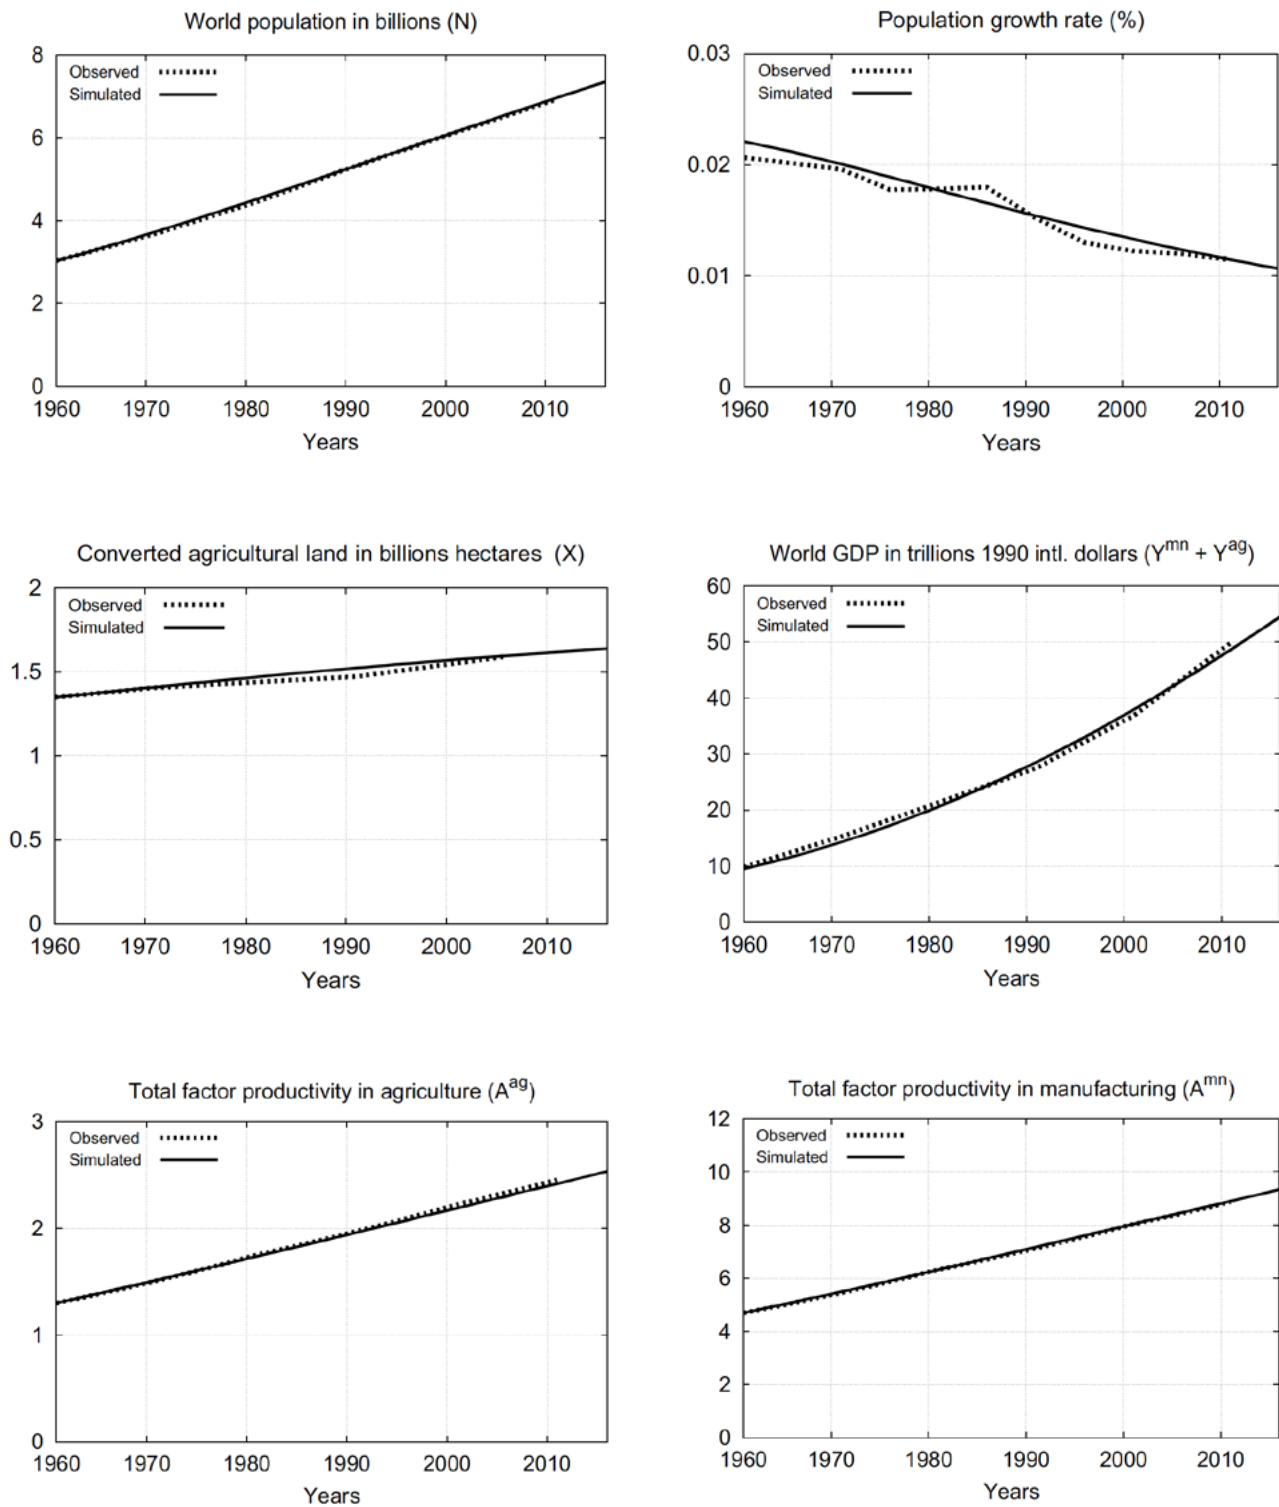 World population in billions (N)
Observed
Simulated
8
6
4
2
0
1960 1970 1980 1990 2000 2010
Years
Population growth rate (%)
Observed
Simulated
0.03
0.02
0.01
0
1960 1970 1980 1990 2000 2010
Years
Converted agricultural land in billions hectares (X)
Observed
Simulated
2
1.5
1
0.5
0
1960 1970 1980 1990 2000 2010
Years
World GDP in trillions 1990 intl. dollars (Y^mn + Y^ag)
Observed
Simulated
60
50
40
30
20
10
0
1960 1970 1980 1990 2000 2010
Years
Total factor productivity in agriculture (A^ag)
Observed
Simulated
3
2
1
0
1960 1970 1980 1990 2000 2010
Years
Total factor productivity in manufacturing (A^mn)
Observed
Simulated
12
10
8
6
4
2
0
1960 1970 1980 1990 2000 2010
Years